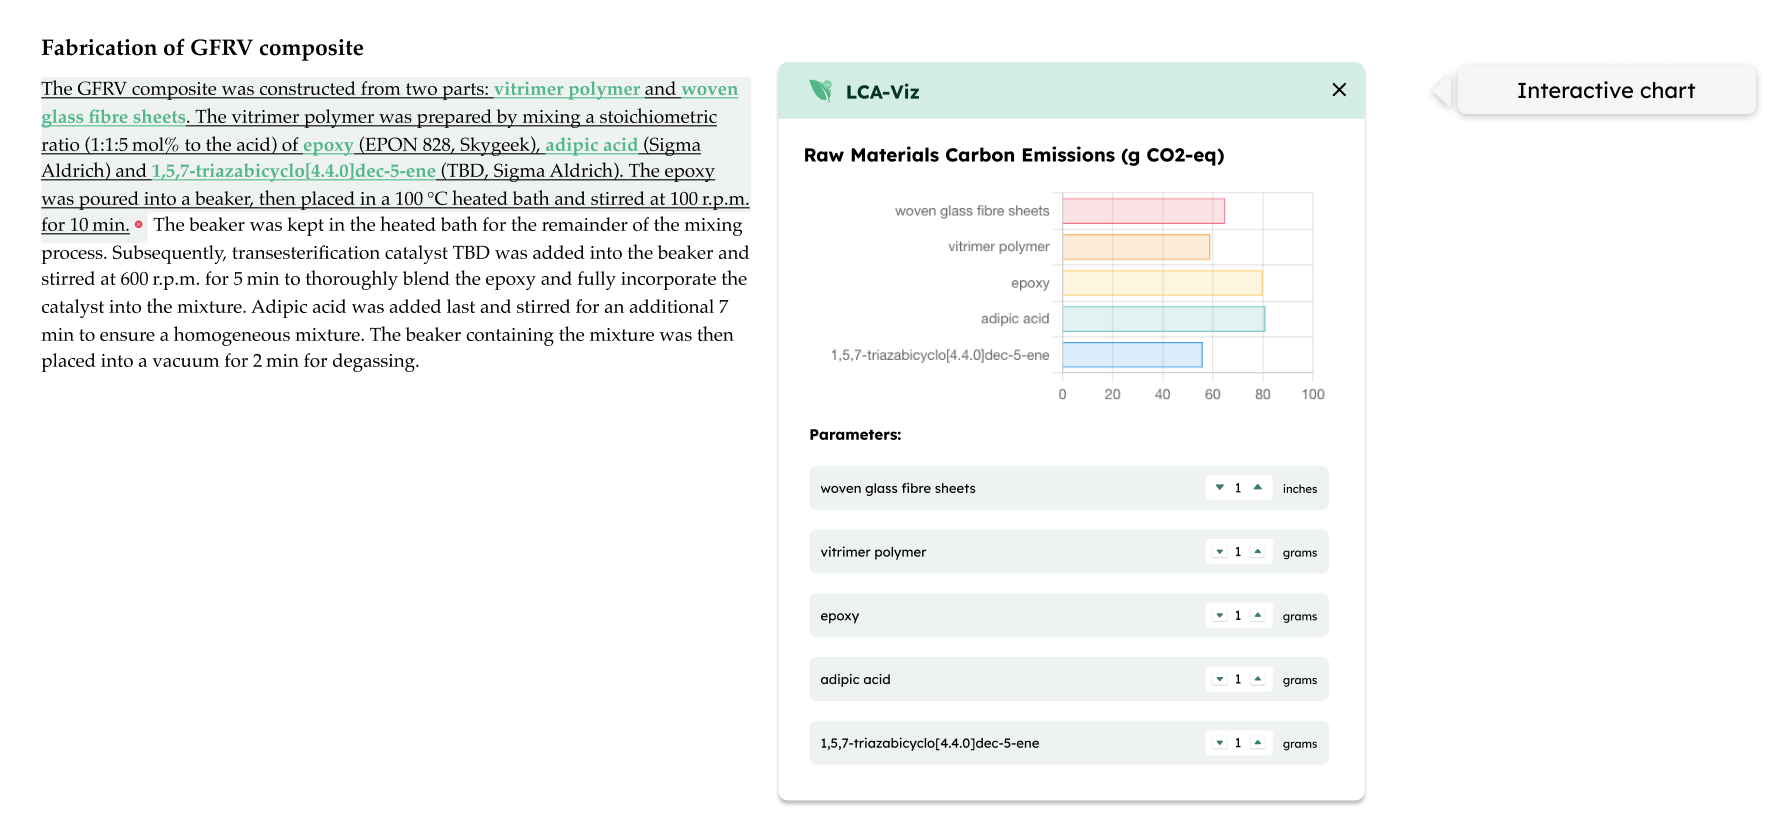 Fabrication of GFRV composite
The GFRV composite was constructed from two parts: vitrimer polymer and woven
glass fibre sheets. The vitrimer polymer was prepared by mixing a stoichiometric
ratio (1:1:5 mol% to the acid) of epoxy (EPON 828, Skygeek), adipic acid (Sigma
Aldrich) and 1,5,7-triazabicyclo[4.4.0]dec-5-ene (TBD, Sigma Aldrich). The epoxy
was poured into a beaker, then placed in a 100 °C heated bath and stirred at 100 r.p.m.
for 10 min. The beaker was kept in the heated bath for the remainder of the mixing
process. Subsequently, transesterification catalyst TBD was added into the beaker and
stirred at 600 r.p.m. for 5 min to thoroughly blend the epoxy and fully incorporate the
catalyst into the mixture. Adipic acid was added last and stirred for an additional 7
min to ensure a homogeneous mixture. The beaker containing the mixture was then
placed into a vacuum for 2 min for degassing.
LCA-Viz
Raw Materials Carbon Emissions (g CO2-eq)
woven glass fibre sheets
vitrimer polymer
epoxy
adipic acid
1,5,7-triazabicyclo[4.4.0]dec-5-ene
0 20 40 60 80 100
Parameters:
woven glass fibre sheets 1 inches
vitrimer polymer 1 grams
epoxy 1 grams
adipic acid 1 grams
1,5,7-triazabicyclo[4.4.0]dec-5-ene 1 grams
Interactive chart